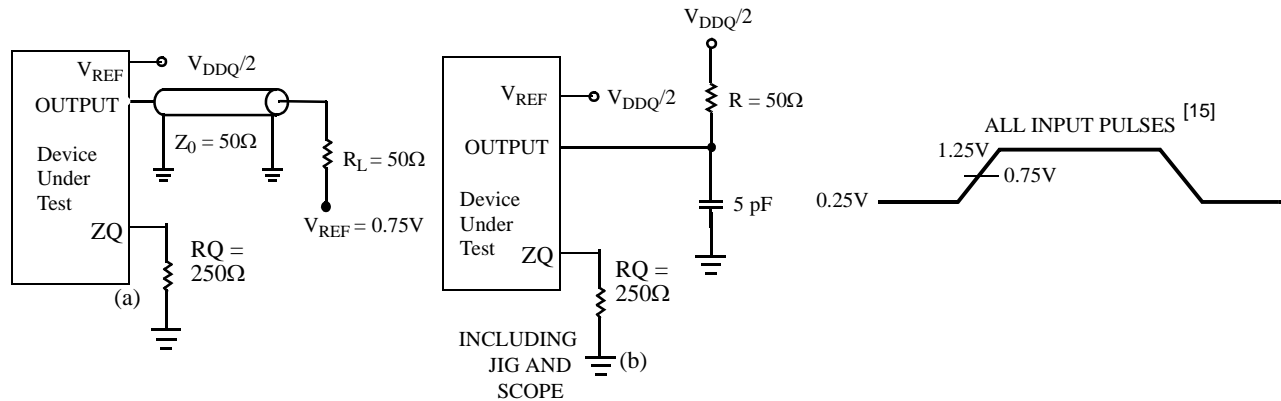 V_REF
V_DDQ/2
OUTPUT
Z_0 = 50Ω
Device
Under
Test
R_L = 50Ω
V_REF = 0.75V
ZQ
RQ =
250Ω
(a)
V_DDQ/2
V_REF
V_DDQ/2
R = 50Ω
OUTPUT
Device
Under
Test
5 pF
ZQ
RQ =
250Ω
INCLUDING
JIG AND
SCOPE
(b)
ALL INPUT PULSES [15]
1.25V
0.75V
0.25V